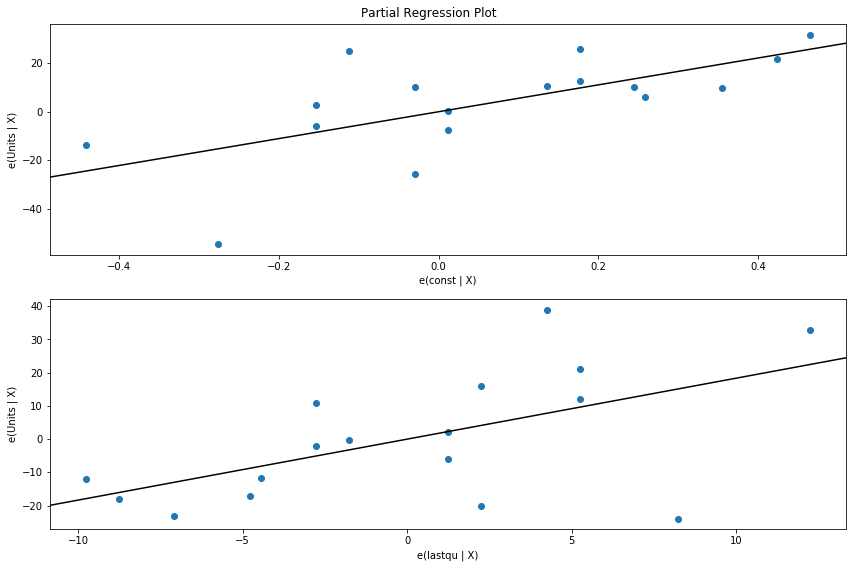 Partial Regression Plot
e(Units | X)
20
0
−20
−40
−0.4 −0.2 0.0 0.2 0.4
e(const | X)
e(Units | X)
40
30
20
10
0
−10
−20
−10 −5 0 5 10
e(lastqu | X)